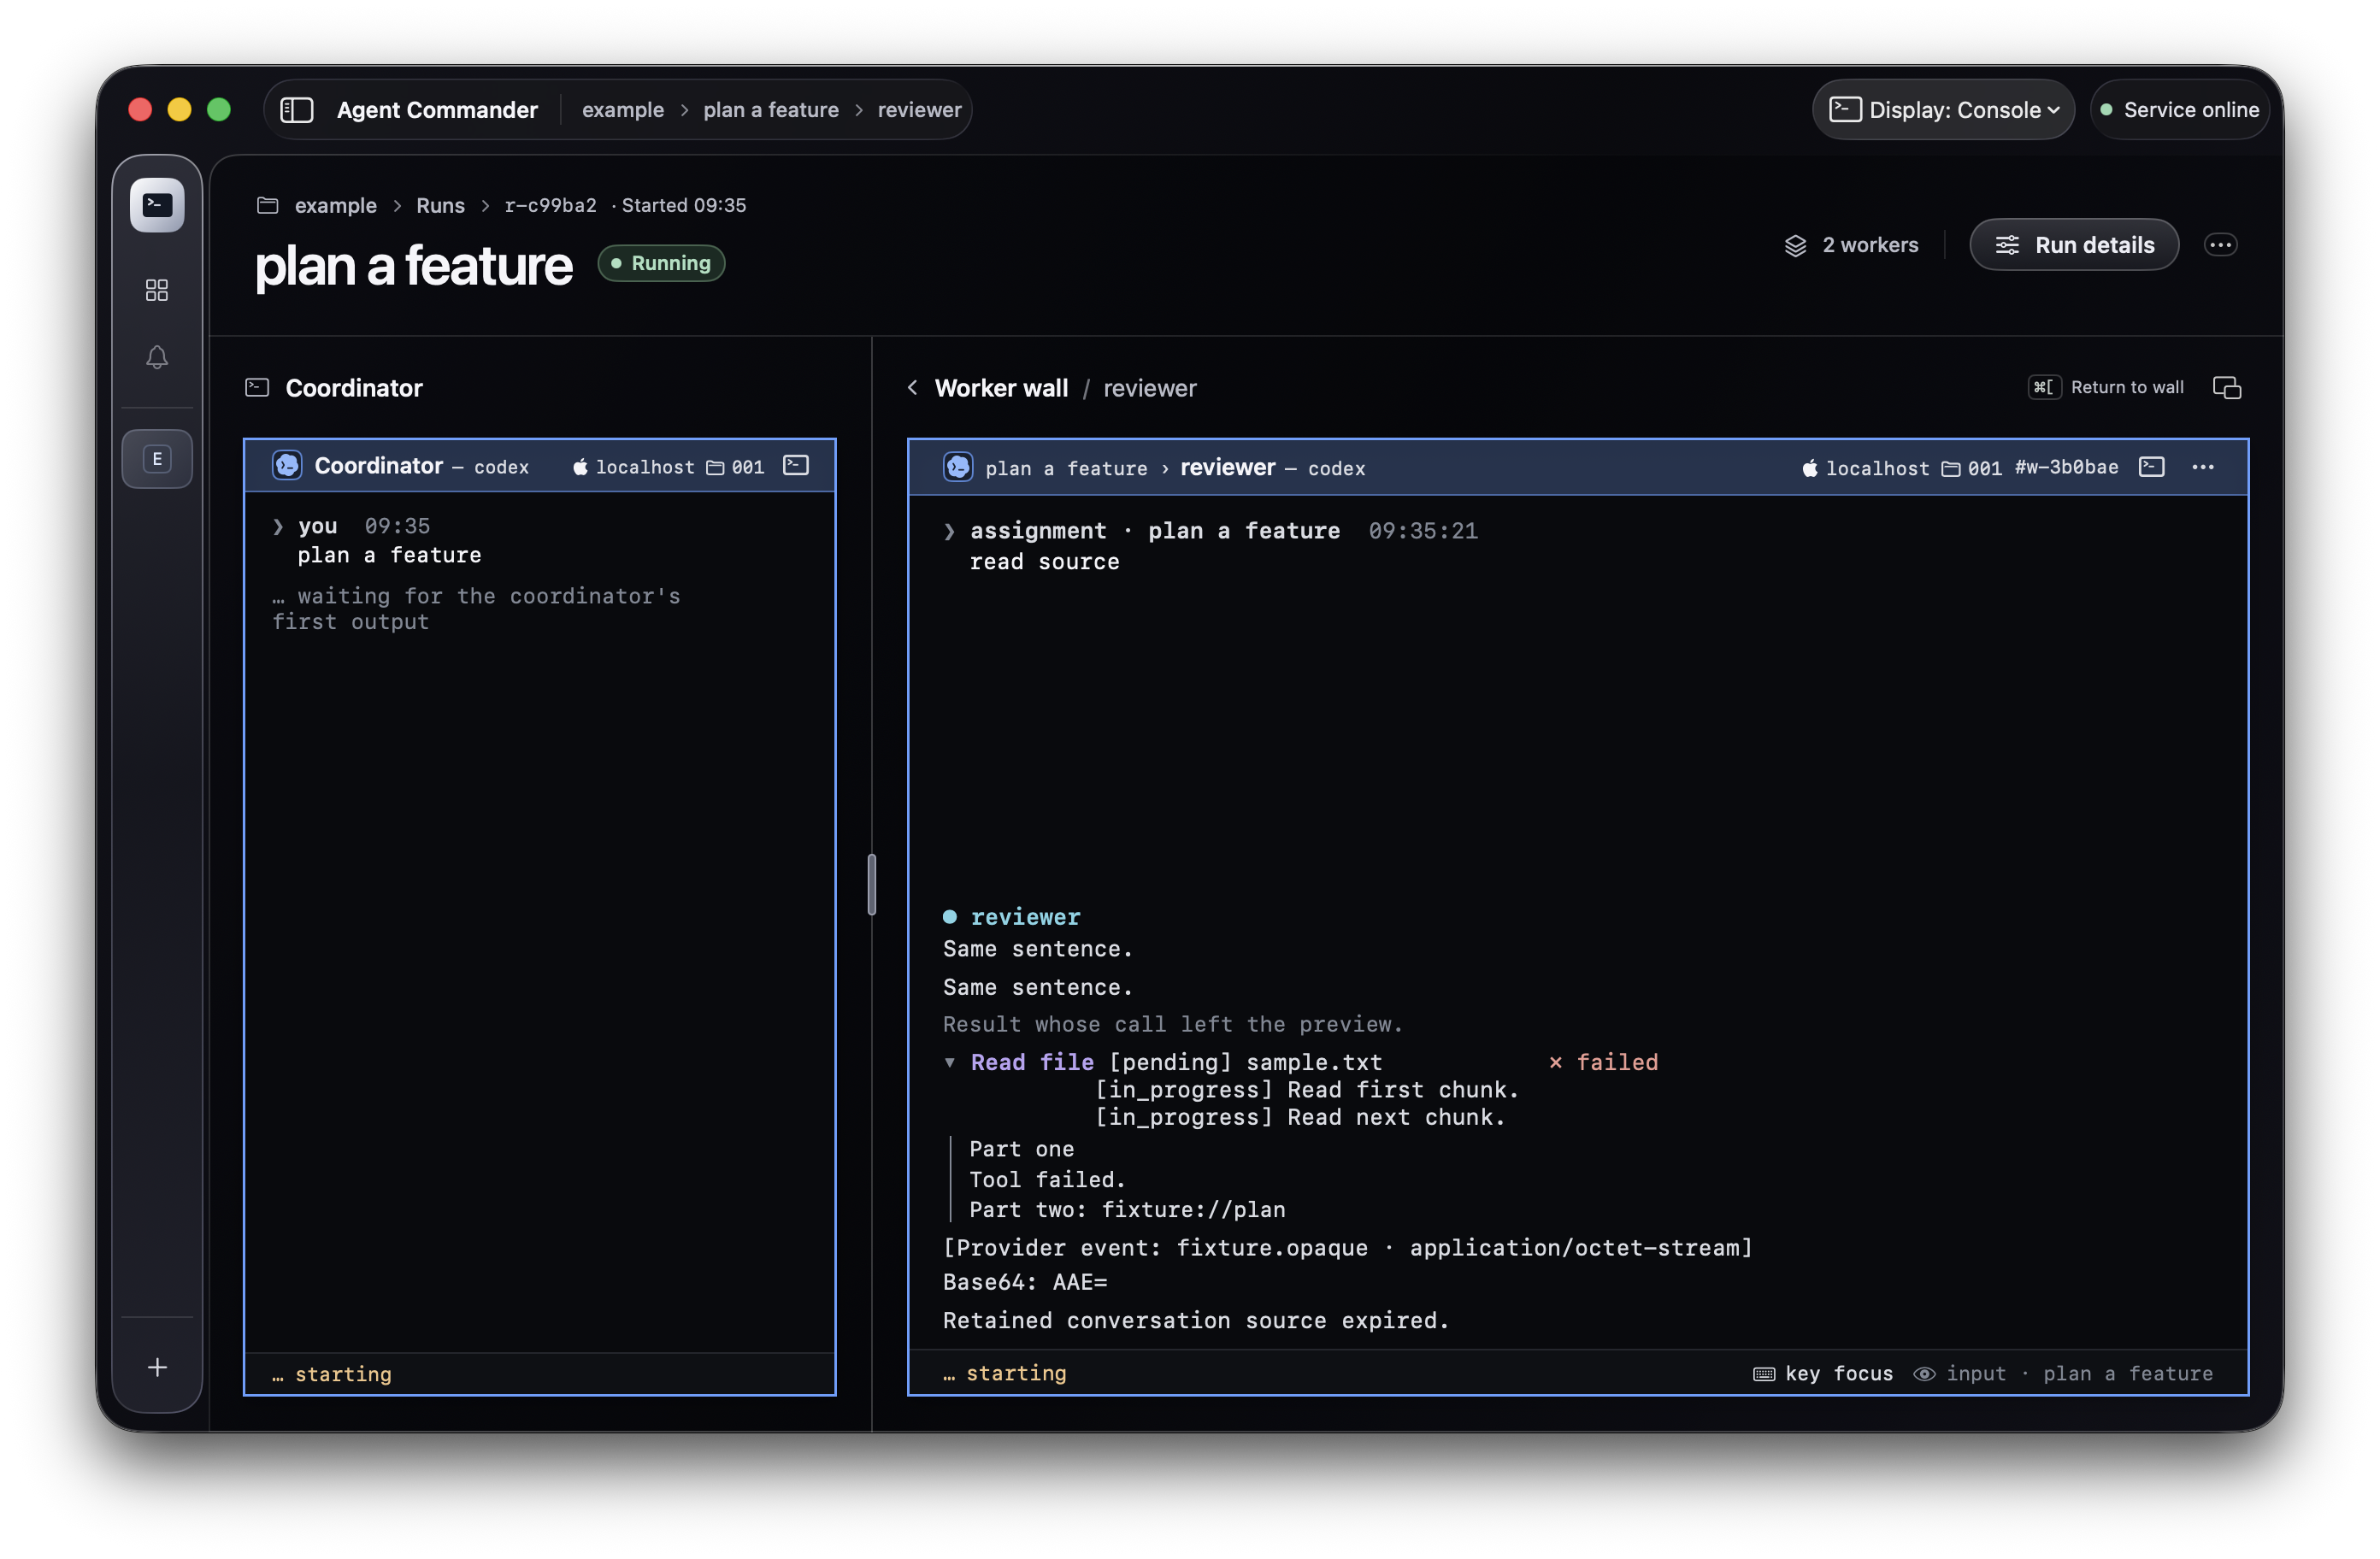 Agent Commander example › plan a feature › reviewer
Display: Console
Service online
example › Runs › r-c99ba2 · Started 09:35
plan a feature
Running
2 workers
Run details
E
Coordinator
Coordinator — codex localhost 001
❯ you 09:35
plan a feature
… waiting for the coordinator's
first output
… starting
Worker wall / reviewer
⌘[ Return to wall
plan a feature › reviewer — codex localhost 001 #w-3b0bae
❯ assignment · plan a feature 09:35:21
read source
● reviewer
Same sentence.
Same sentence.
Result whose call left the preview.
▼ Read file [pending] sample.txt × failed
[in_progress] Read first chunk.
[in_progress] Read next chunk.
Part one
Tool failed.
Part two: fixture://plan
[Provider event: fixture.opaque · application/octet-stream]
Base64: AAE=
Retained conversation source expired.
… starting
key focus input · plan a feature